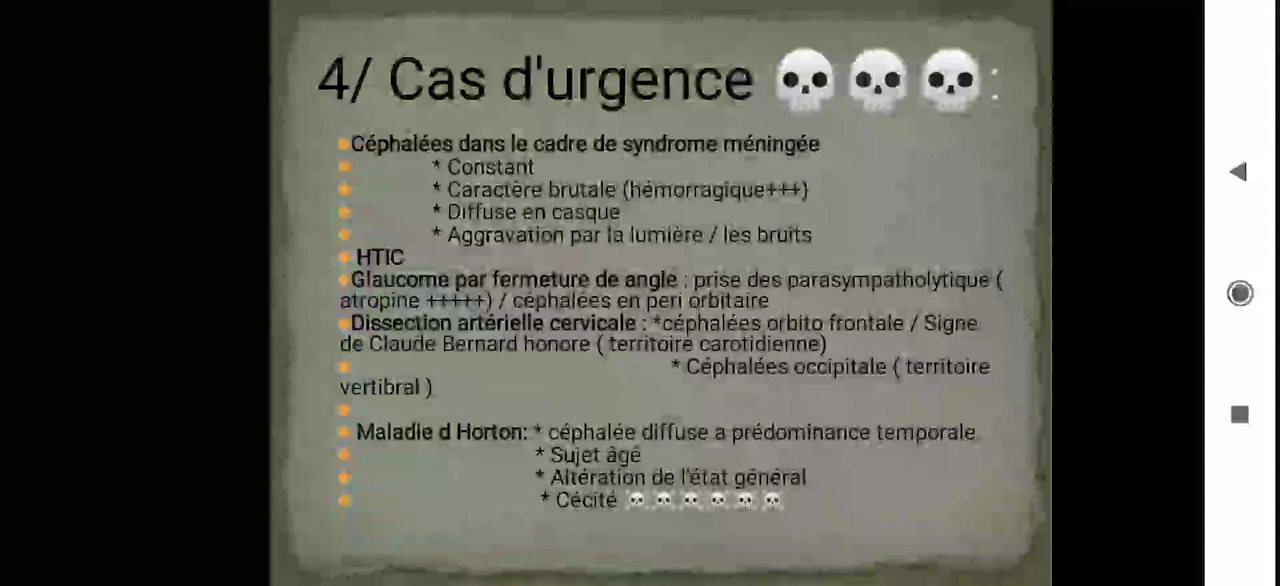 4/ Cas d'urgence 💀💀💀:
Céphalées dans le cadre de syndrome méningée
* Constant
* Caractère brutale (hémorragique+++)
* Diffuse en casque
* Aggravation par la lumière / les bruits
HTIC
Glaucome par fermeture de angle : prise des parasympatholytique (
atropine +++++) / céphalées en peri orbitaire
Dissection artérielle cervicale : *céphalées orbito frontale / Signe
de Claude Bernard honore ( territoire carotidienne)
* Céphalées occipitale ( territoire
vertibral )
Maladie d Horton: * céphalée diffuse a prédominance temporale
* Sujet âgé
* Altération de l'état général
* Cécité 💀💀💀💀💀💀